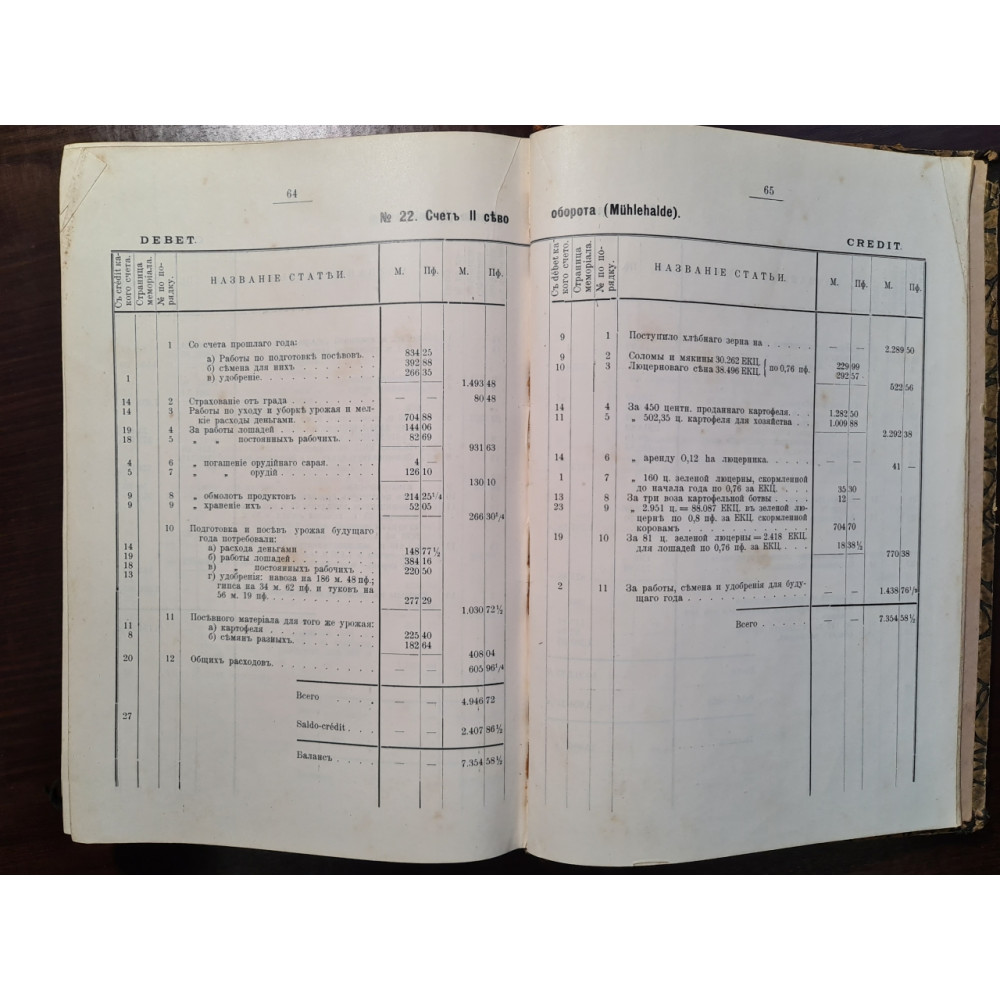 64
№ 22. Счетъ II сѣво
DEBET.
Съ crédit ка-
кого счета.
Страница
меморіала.
№ по по-
рядку.
НАЗВАНІЕ СТАТЬИ.
М. Пф. М. Пф.
1 Со счета прошлаго года:
а) Работы по подготовкѣ посѣвовъ. . 834 25
б) сѣмена для нихъ . . . . . . . 392 88
1 в) удобреніе. . . . . . . . . . . 266 35
1.493 48
14 2 Страхованіе отъ града . . . . . . . — — 80 48
14 3 Работы по уходу и уборкѣ урожая и мел-
кіе расходы деньгами. . . . . . . . 704 88
19 4 За работы лошадей . . . . . . . . 144 06
18 5 „ „ постоянныхъ рабочихъ. . . . 82 69
931 63
4 6 „ погашеніе орудійнаго сарая. . . . . 4 —
5 7 „ „ орудій . . . . . . . . 126 10
130 10
9 8 „ обмолотъ продуктовъ . . . . . . . 214 25¼
9 9 „ храненіе ихъ . . . . . . . . . . 52 05
266 30¼
10 Подготовка и посѣвъ урожая будущаго
года потребовали:
14 а) расхода деньгами . . . . . . . 148 77½
19 б) работы лошадей . . . . . . . . 384 16
18 в) „ постоянныхъ рабочихъ . . 220 50
13 г) удобренія: навоза на 186 м. 48 пф.;
гипса на 34 м. 62 пф. и туковъ на
56 м. 19 пф. . . . . . . . . . . 277 29
1.030 72½
11 Посѣвного матеріала для того же урожая:
11 а) картофеля . . . . . . . . . . 225 40
8 б) сѣмянъ разныхъ. . . . . . . . 182 64
408 04
20 12 Общихъ расходовъ. . . . . . . . . — — 605 96¼
Всего . . . . — — 4.946 72
27 Saldo-crédit . . . — — 2.407 86½
Балансъ . . . . — — 7.354 58½
65
оборота (Mühlehalde).
CREDIT.
Съ débet ка-
кого счето.
Страница
меморіала.
№ по по-
рядку.
НАЗВАНІЕ СТАТЬИ.
М. Пф. М. Пф.
9 1 Поступило хлѣбнаго зерна на . . . . . — — 2.289 50
9 2 Соломы и мякины 30.262 ЕКЦ. } по 0,76 пф. 229 99
10 3 Люцерноваго сѣна 38.496 ЕКЦ. 292 57
522 56
14 4 За 450 центн. проданнаго картофеля. . . 1.282 50
11 5 „ 502,35 ц. картофеля для хозяйства . . 1.009 88
2.292 38
14 6 „ аренду 0,12 ha люцерника. . . . . . — — 41 —
1 7 „ 160 ц. зеленой люцерны, скормленной
до начала года по 0,76 за ЕКЦ. . . . 35 30
13 8 За три воза картофельной ботвы . . . . 12 —
23 9 „ 2.951 ц. = 88.087 ЕКЦ. въ зеленой лю-
цернѣ по 0,8 пф. за ЕКЦ. скормленной
коровамъ . . . . . . . . . . . . 704 70
19 10 За 81 ц. зеленой люцерны = 2.418 ЕКЦ.
для лошадей по 0,76 пф. за ЕКЦ. . . . 18 38½
770 38
2 11 За работы, сѣмена и удобренія для буду-
щаго года . . . . . . . . . . . . — — 1.438 76½
Всего . . . . . — — 7.354 58½